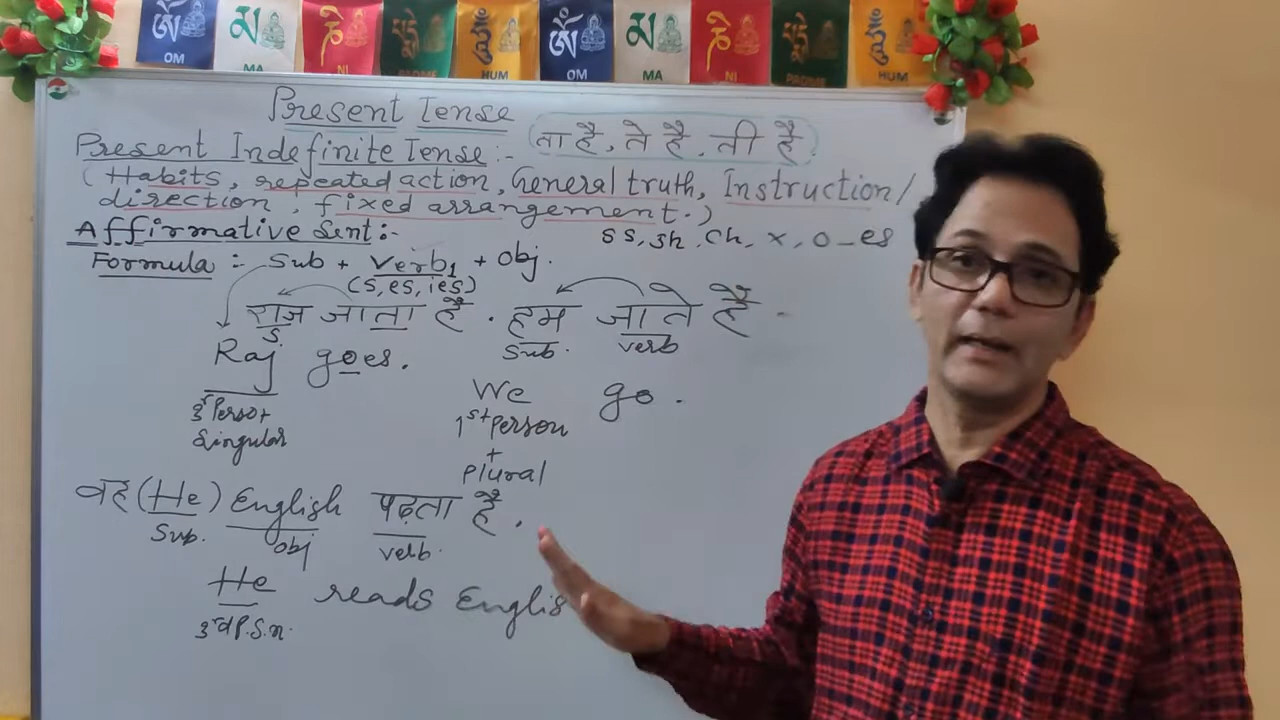 ॐ OM མ MA ནི NI པདྨེ PADME ཧཱུྃ HUM ॐ OM མ MA ནི NI པདྨེ PADME ཧཱུྃ HUM
Present Tense
Present Indefinite Tense :- ता है, ते है, ती है.
(Habits, repeated action, General truth, Instruction/
direction, fixed arrangement.)
Affirmative Sent :- ss, sh, ch, x, o - es
Formula :- Sub + Verb1 + Obj.
(s, es, ies)
राज जाता है . हम जाते है .
S Sub. verb
Raj goes.
We go.
3rd Person +
Singular
1st Person
+
Plural
वह (He) English पढ़ता है .
Sub. obj verb.
He reads Englis
3rd P. S. n.